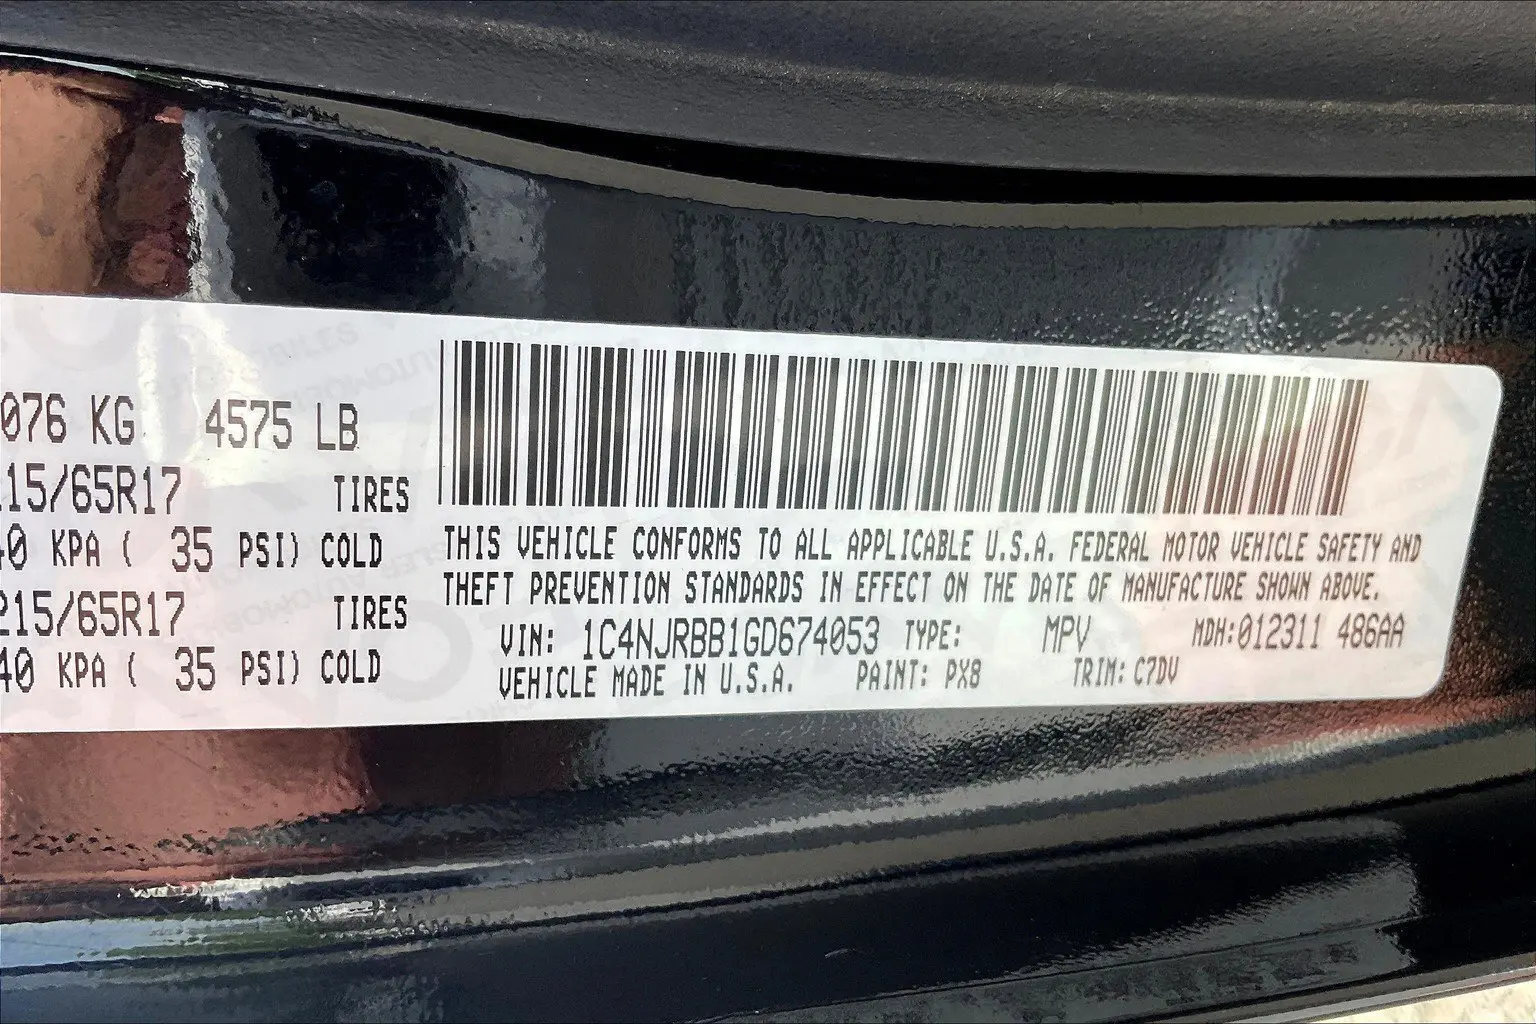 076 KG 4575 LB
15/65R17 TIRES
40 KPA ( 35 PSI) COLD
215/65R17 TIRES
40 KPA ( 35 PSI) COLD
THIS VEHICLE CONFORMS TO ALL APPLICABLE U.S.A. FEDERAL MOTOR VEHICLE SAFETY AND
THEFT PREVENTION STANDARDS IN EFFECT ON THE DATE OF MANUFACTURE SHOWN ABOVE.
VIN: 1C4NJRBB1GD674053 TYPE: MPV MDH:012311 486AA
VEHICLE MADE IN U.S.A. PAINT: PX8 TRIM: C7DV